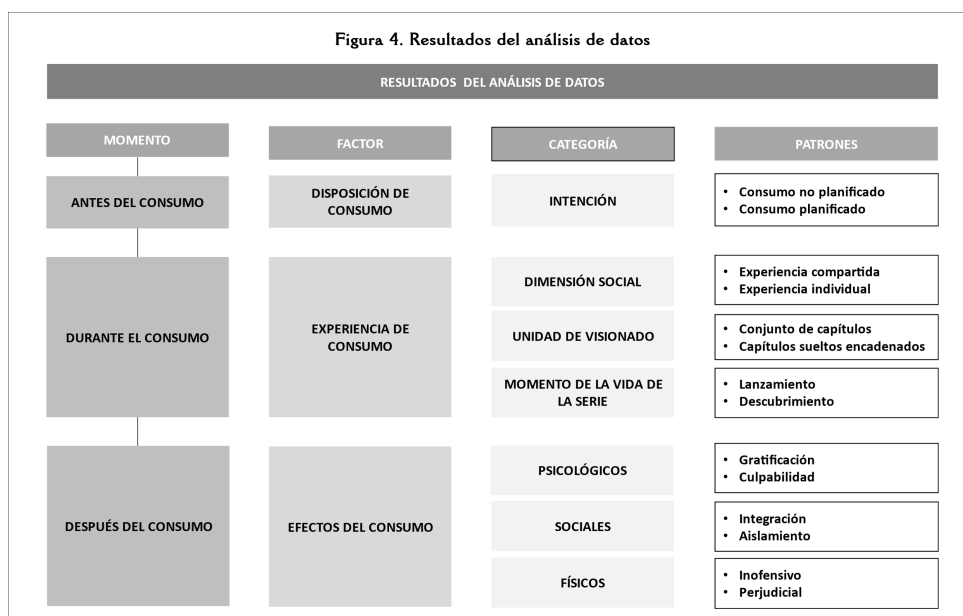 Figura 4. Resultados del análisis de datos
RESULTADOS DEL ANÁLISIS DE DATOS
MOMENTO
FACTOR
CATEGORÍA
PATRONES
ANTES DEL CONSUMO
DISPOSICIÓN DE
CONSUMO
INTENCIÓN
• Consumo no planificado
• Consumo planificado
DURANTE EL CONSUMO
EXPERIENCIA DE
CONSUMO
DIMENSIÓN SOCIAL
• Experiencia compartida
• Experiencia individual
UNIDAD DE VISIONADO
• Conjunto de capítulos
• Capítulos sueltos encadenados
MOMENTO DE LA VIDA DE
LA SERIE
• Lanzamiento
• Descubrimiento
DESPUÉS DEL CONSUMO
EFECTOS DEL CONSUMO
PSICOLÓGICOS
• Gratificación
• Culpabilidad
SOCIALES
• Integración
• Aislamiento
FÍSICOS
• Inofensivo
• Perjudicial